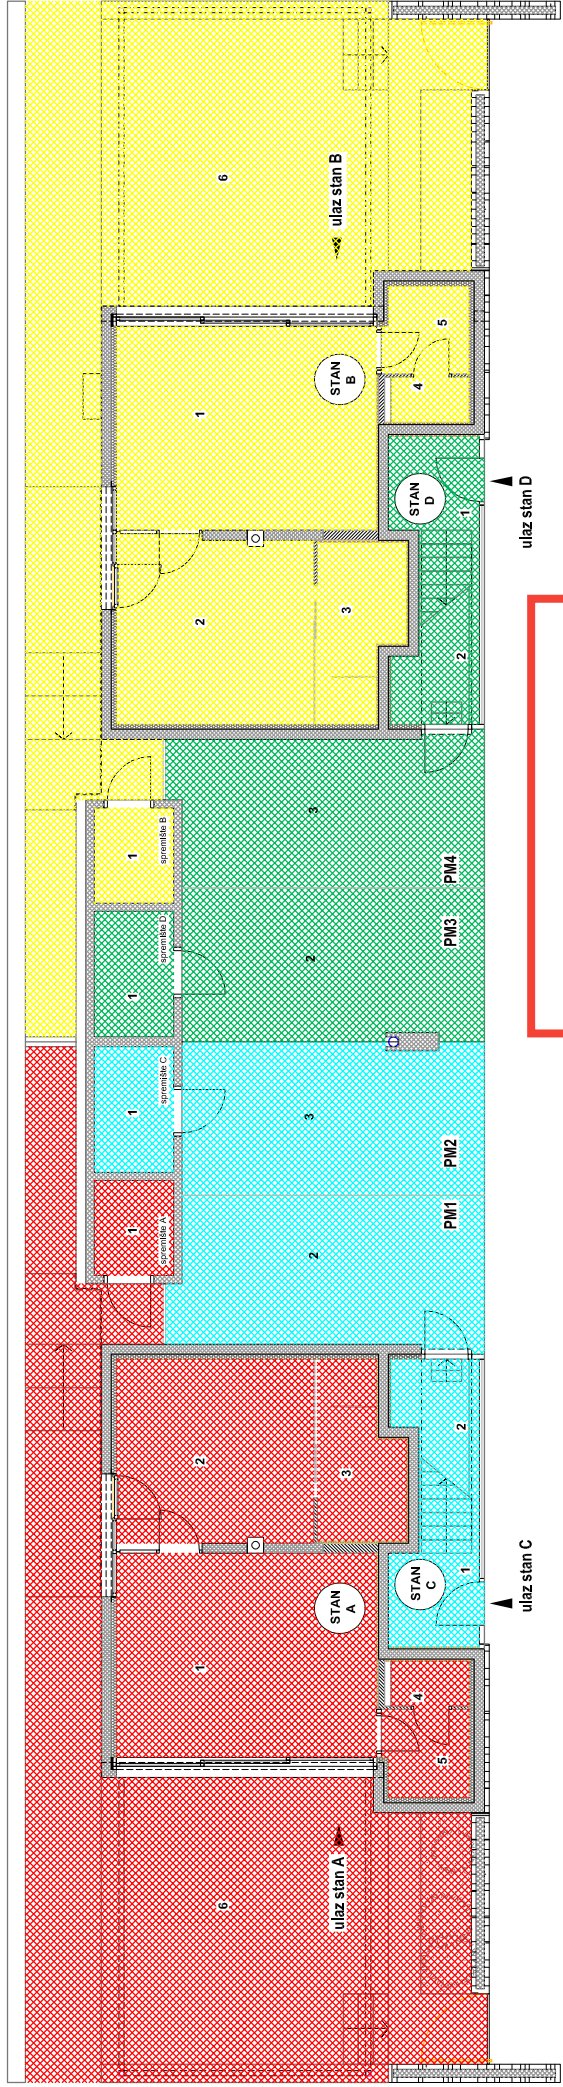 6
ulaz stan A
1
STAN
A
5
4
2
3
STAN
C
1
2
ulaz stan C
1
spremište A
1
spremište C
1
spremište D
1
spremište B
2
3
PM1
PM2
2
3
PM3
PM4
2
3
1
STAN
B
4
5
2
1
STAN
D
ulaz stan D
6
ulaz stan B